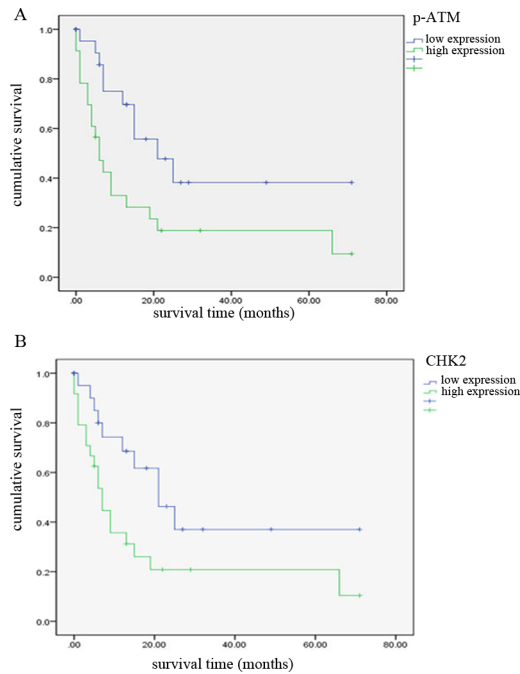 A
p-ATM
low expression
high expression
1.0
0.8
0.6
0.4
0.2
0.0
cumulative survival
.00 20.00 40.00 60.00 80.00
survival time (months)
B
CHK2
low expression
high expression
1.0
0.8
0.6
0.4
0.2
0.0
cumulative survival
.00 20.00 40.00 60.00 80.00
survival time (months)